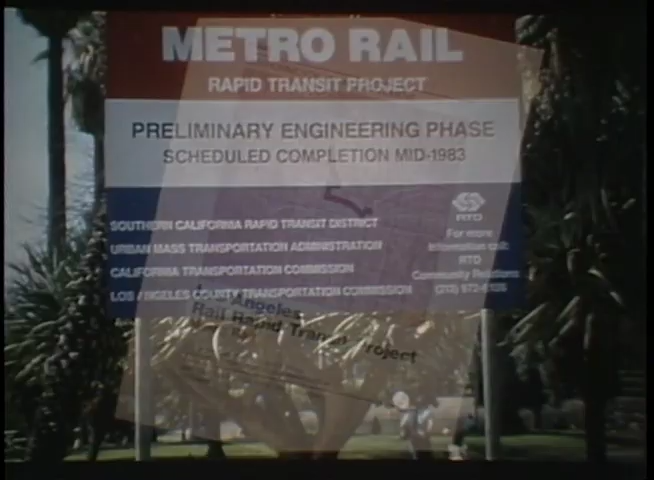 METRO RAIL
RAPID TRANSIT PROJECT
PRELIMINARY ENGINEERING PHASE
SCHEDULED COMPLETION MID-1983
SOUTHERN CALIFORNIA RAPID TRANSIT DISTRICT
URBAN MASS TRANSPORTATION ADMINISTRATION
CALIFORNIA TRANSPORTATION COMMISSION
LOS ANGELES COUNTY TRANSPORTATION COMMISSION
RTD
For more
information call:
RTD
Community Relations
(213)
Los Angeles
Rail Rapid Transit Project